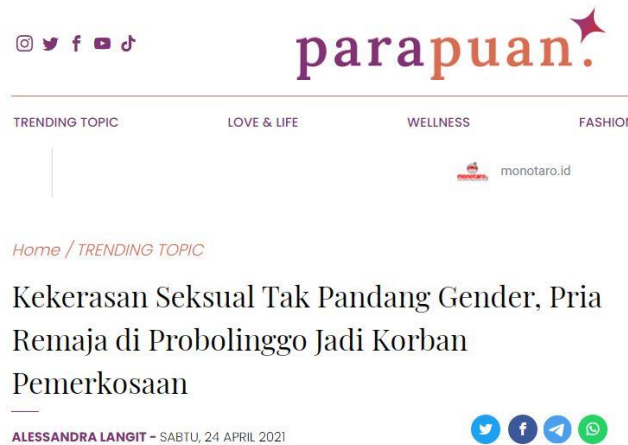 parapuan.
TRENDING TOPIC
LOVE & LIFE
WELLNESS
FASHION
monotaro.id
Home / TRENDING TOPIC
Kekerasan Seksual Tak Pandang Gender, Pria
Remaja di Probolinggo Jadi Korban
Pemerkosaan
ALESSANDRA LANGIT - SABTU, 24 APRIL 2021